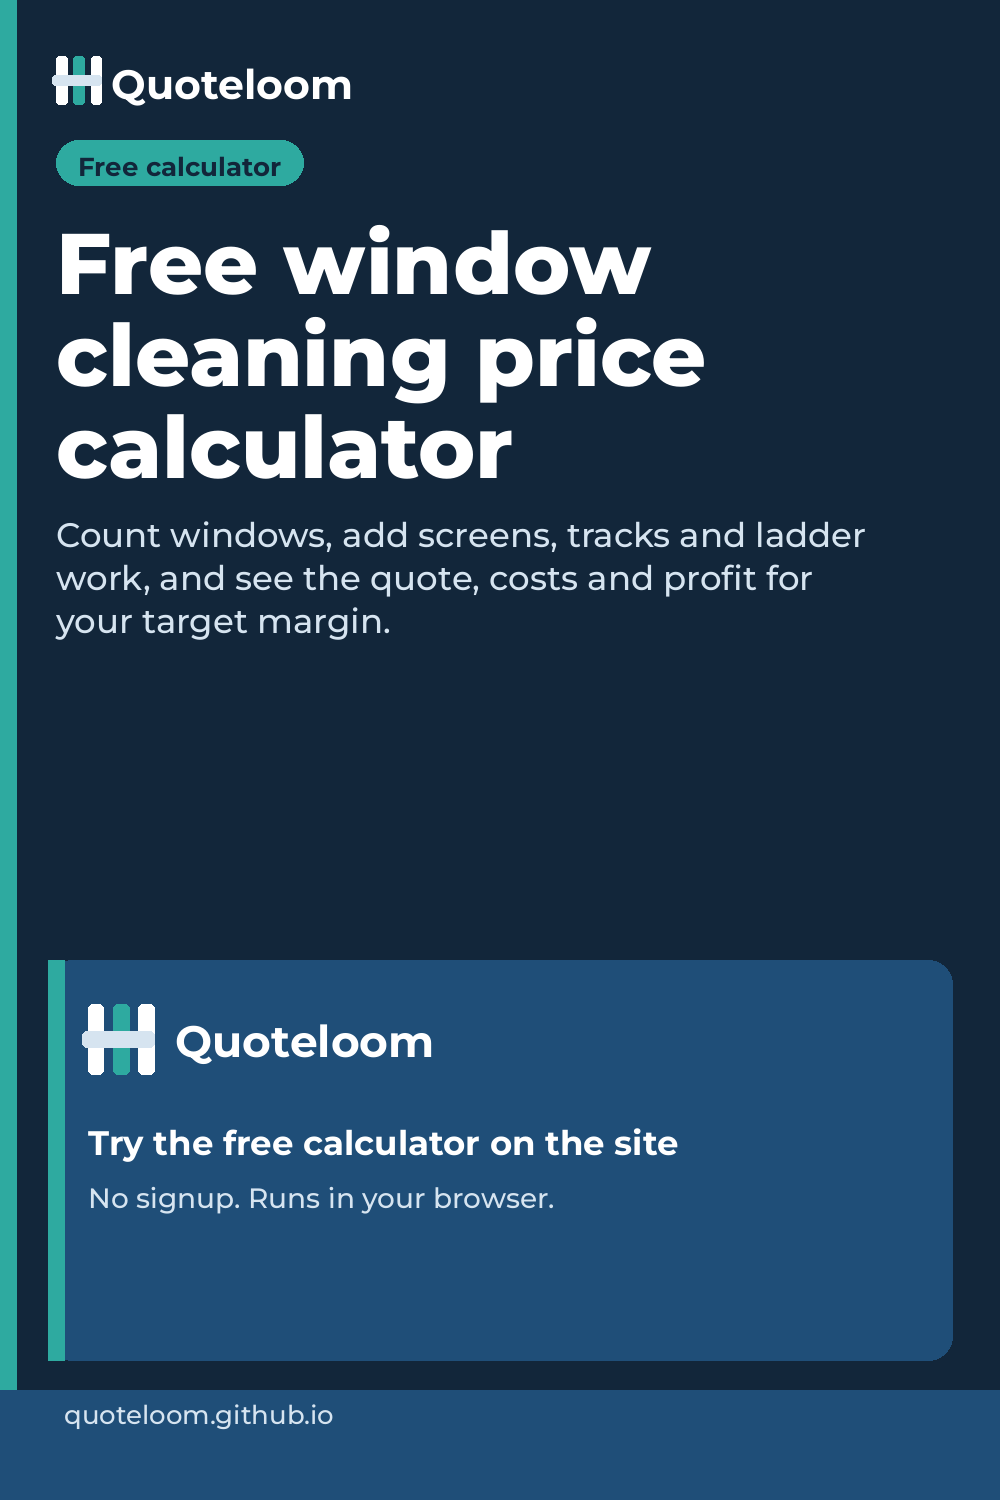 Quoteloom
Free calculator
Free window
cleaning price
calculator
Count windows, add screens, tracks and ladder
work, and see the quote, costs and profit for
your target margin.
Quoteloom
Try the free calculator on the site
No signup. Runs in your browser.
quoteloom.github.io